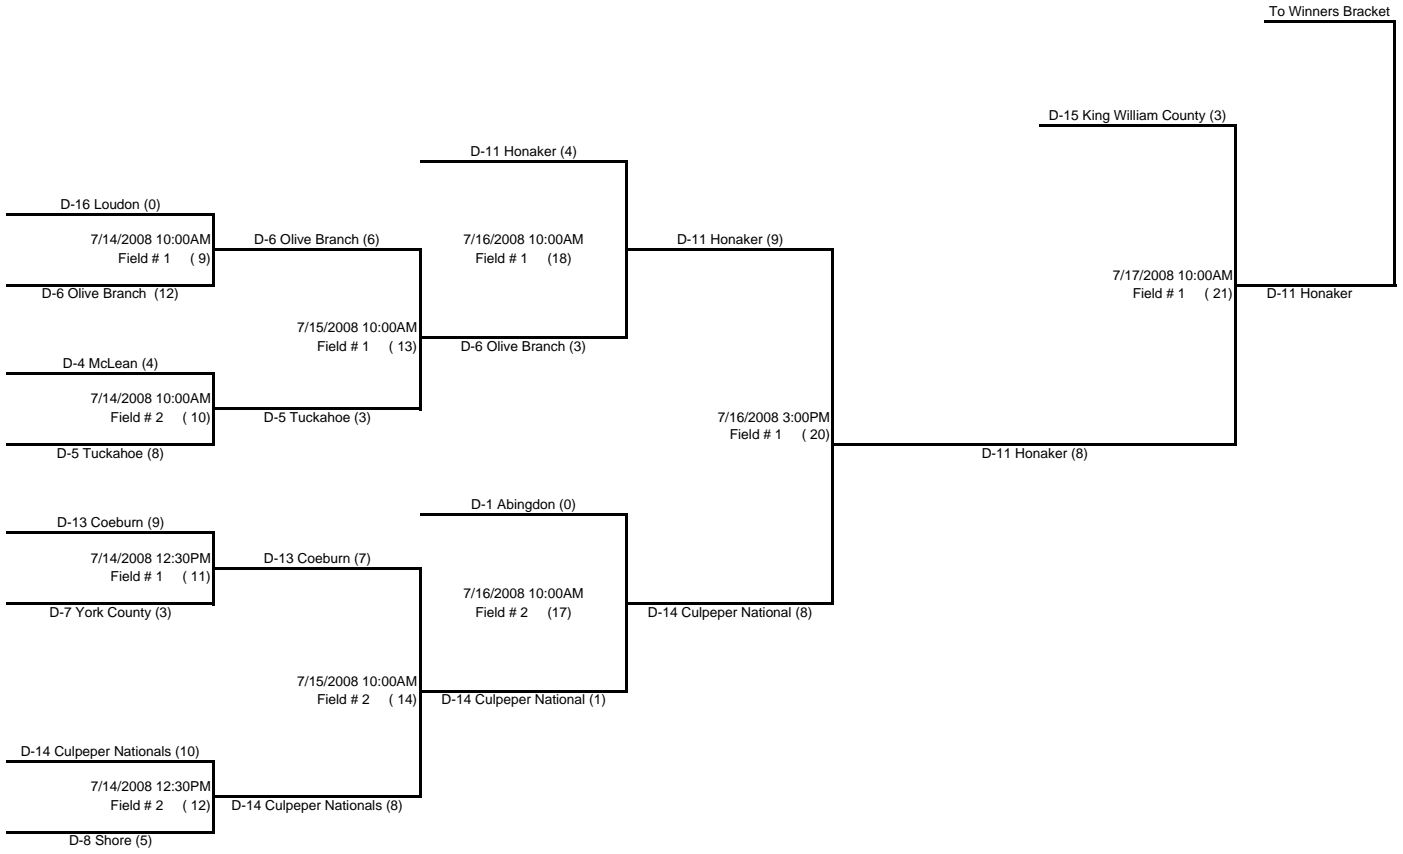 To Winners Bracket
D-15 King William County (3)
D-11 Honaker (4)
D-16 Loudon (0)
7/14/2008 10:00AM
Field # 1 ( 9)
D-6 Olive Branch (12)
D-6 Olive Branch (6)
7/16/2008 10:00AM
Field # 1 (18)
D-11 Honaker (9)
7/17/2008 10:00AM
Field # 1 ( 21)
D-11 Honaker
7/15/2008 10:00AM
Field # 1 ( 13)
D-6 Olive Branch (3)
D-4 McLean (4)
7/14/2008 10:00AM
Field # 2 ( 10)
D-5 Tuckahoe (8)
D-5 Tuckahoe (3)
7/16/2008 3:00PM
Field # 1 ( 20)
D-11 Honaker (8)
D-1 Abingdon (0)
D-13 Coeburn (9)
7/14/2008 12:30PM
Field # 1 ( 11)
D-7 York County (3)
D-13 Coeburn (7)
7/16/2008 10:00AM
Field # 2 (17)
D-14 Culpeper National (8)
7/15/2008 10:00AM
Field # 2 ( 14)
D-14 Culpeper National (1)
D-14 Culpeper Nationals (10)
7/14/2008 12:30PM
Field # 2 ( 12)
D-14 Culpeper Nationals (8)
D-8 Shore (5)